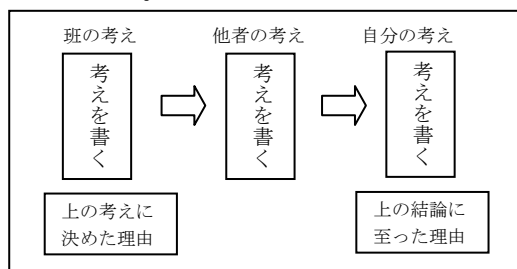 班の考え
他者の考え
自分の考え
考えを書く
考えを書く
考えを書く
上の考えに
決めた理由
上の結論に
至った理由